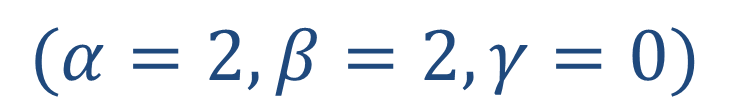 (α = 2, β = 2, γ = 0)